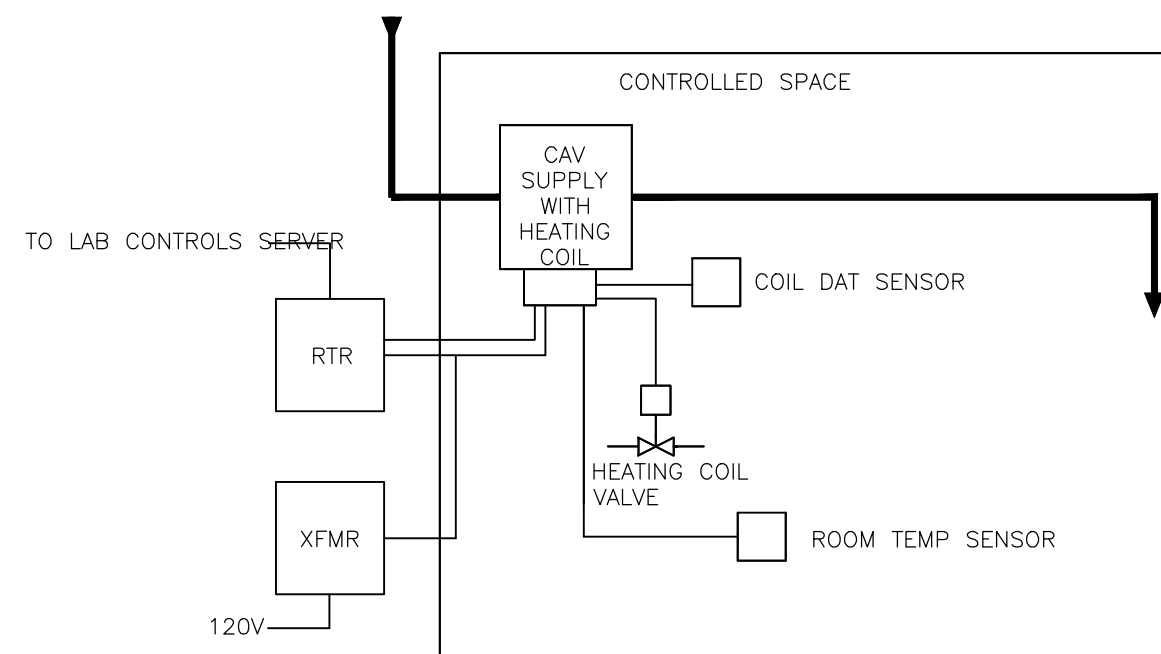 CONTROLLED SPACE
CAV
SUPPLY
WITH
HEATING
COIL
TO LAB CONTROLS SERVER
COIL DAT SENSOR
RTR
HEATING COIL
VALVE
XFMR
ROOM TEMP SENSOR
120V